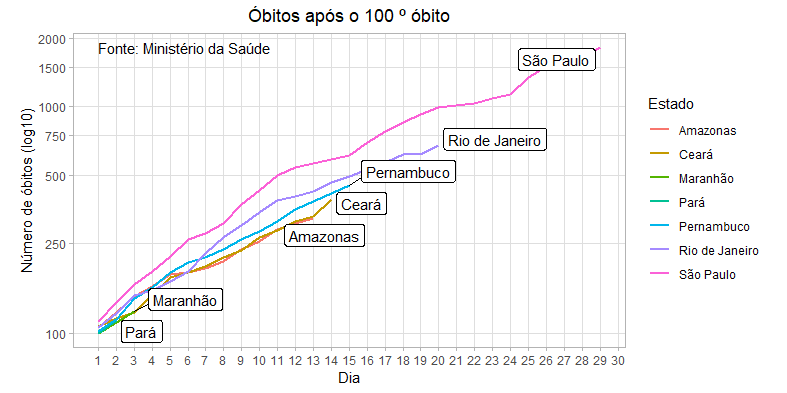 Óbitos após o 100 º óbito
Fonte: Ministério da Saúde
Número de óbitos (log10)
2000
1500
1000
750
500
250
100
São Paulo
Rio de Janeiro
Pernambuco
Ceará
Amazonas
Maranhão
Pará
1 2 3 4 5 6 7 8 9 10 11 12 13 14 15 16 17 18 19 20 21 22 23 24 25 26 27 28 29 30
Dia
Estado
Amazonas
Ceará
Maranhão
Pará
Pernambuco
Rio de Janeiro
São Paulo